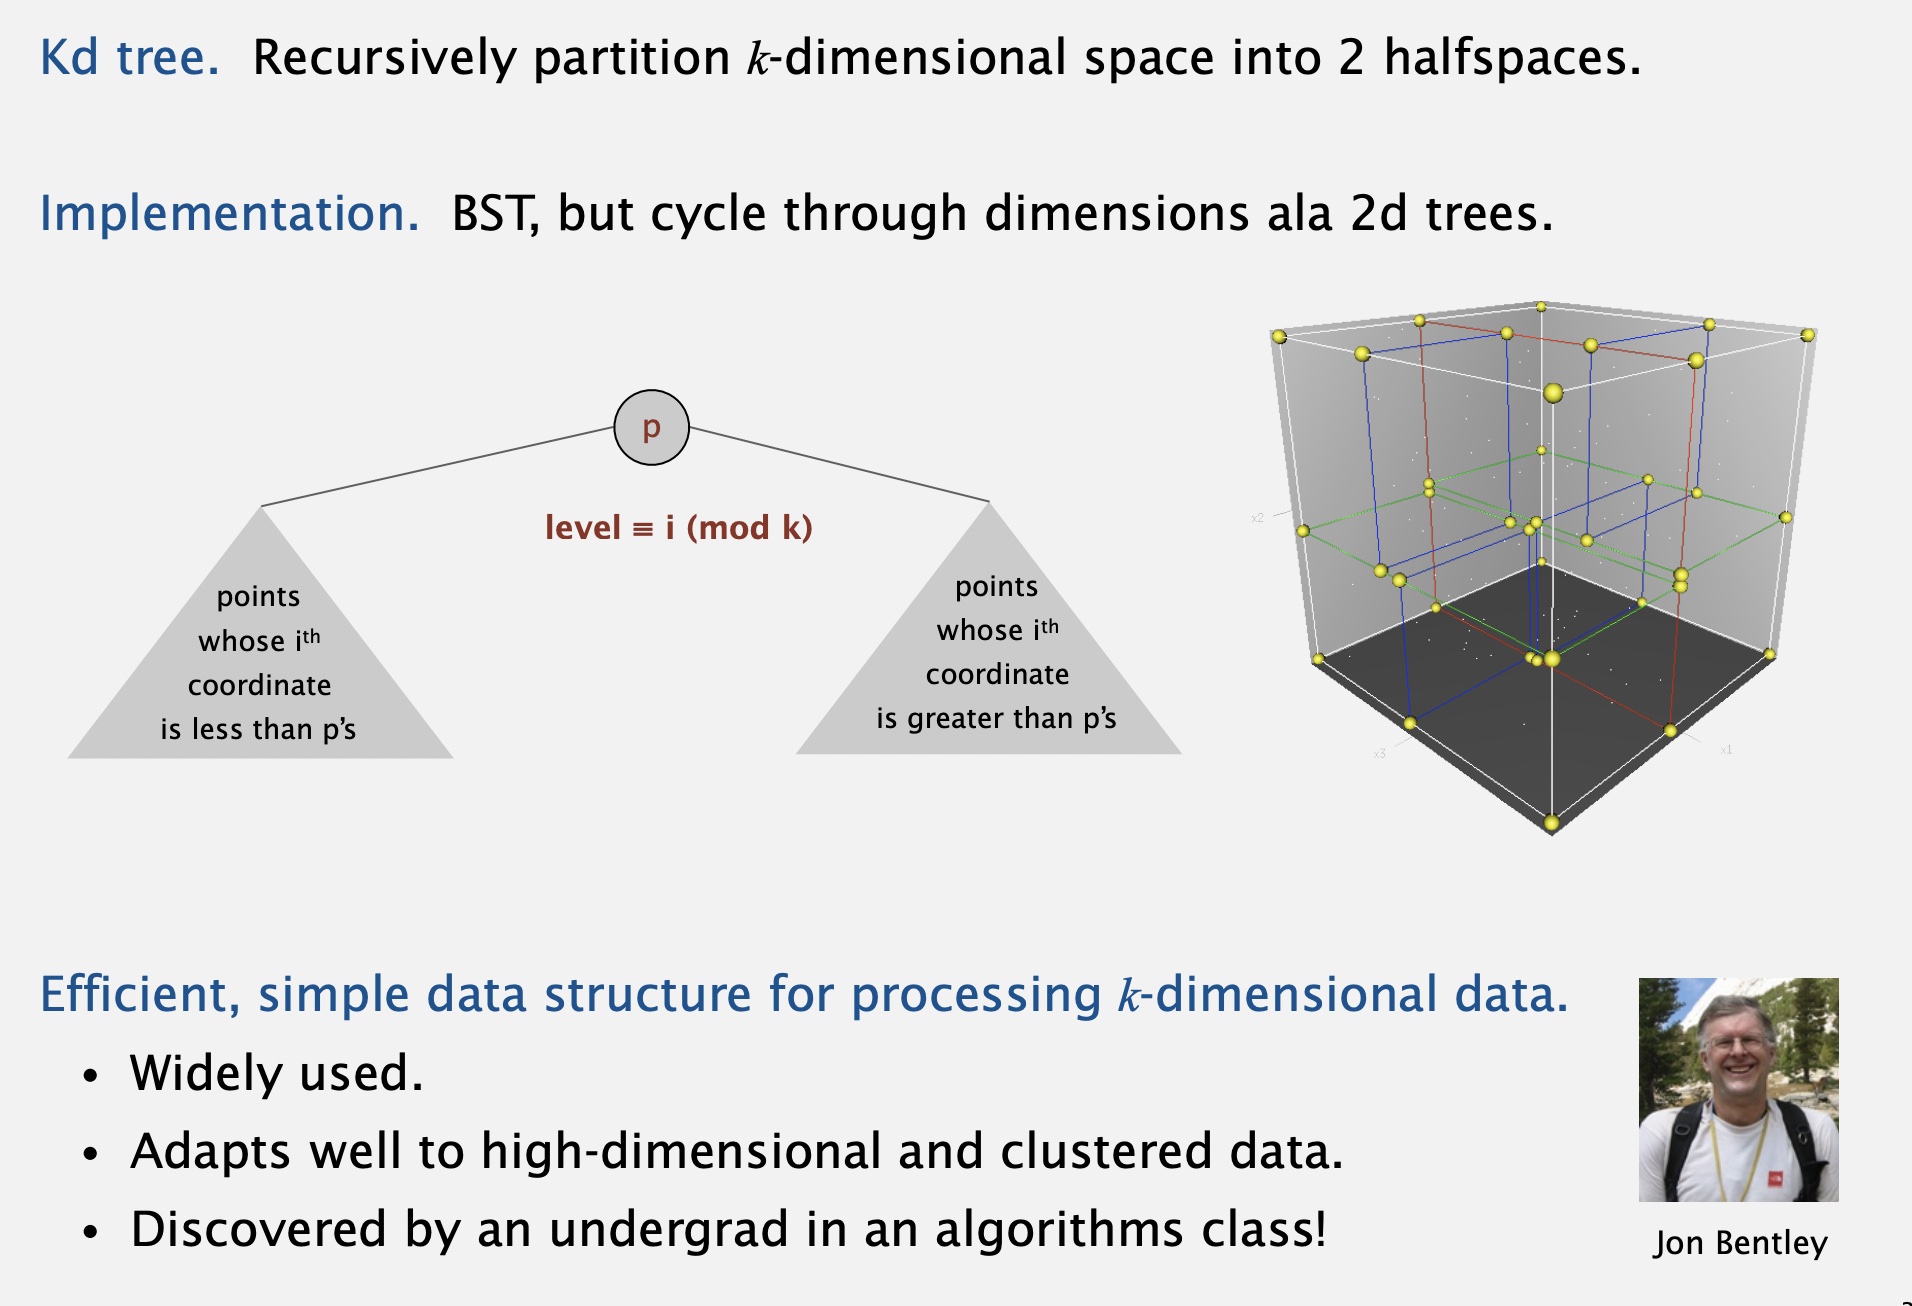 Kd tree. Recursively partition k-dimensional space into 2 halfspaces.
Implementation. BST, but cycle through dimensions ala 2d trees.
p
level ≡ i (mod k)
points
whose iᵗʰ
coordinate
is less than p’s
points
whose iᵗʰ
coordinate
is greater than p’s
x2
x3
x1
Efficient, simple data structure for processing k-dimensional data.
• Widely used.
• Adapts well to high-dimensional and clustered data.
• Discovered by an undergrad in an algorithms class!
Jon Bentley